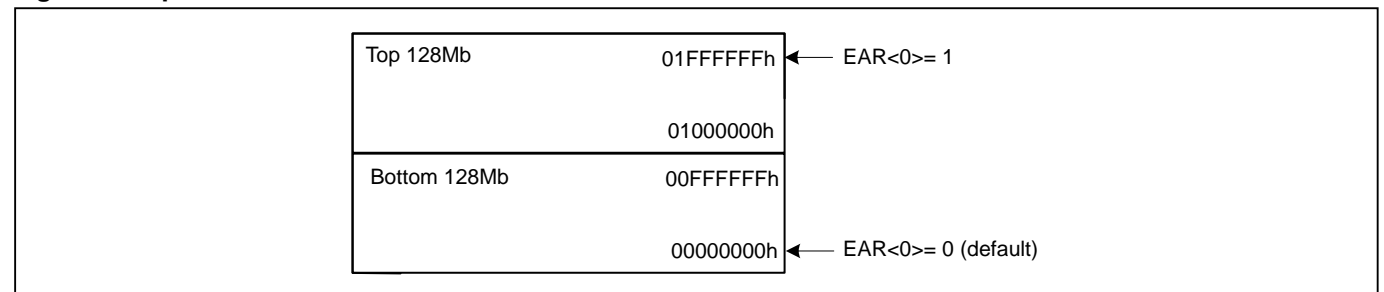 Top 128Mb 01FFFFFFh EAR<0>= 1
01000000h
Bottom 128Mb 00FFFFFFh
00000000h EAR<0>= 0 (default)